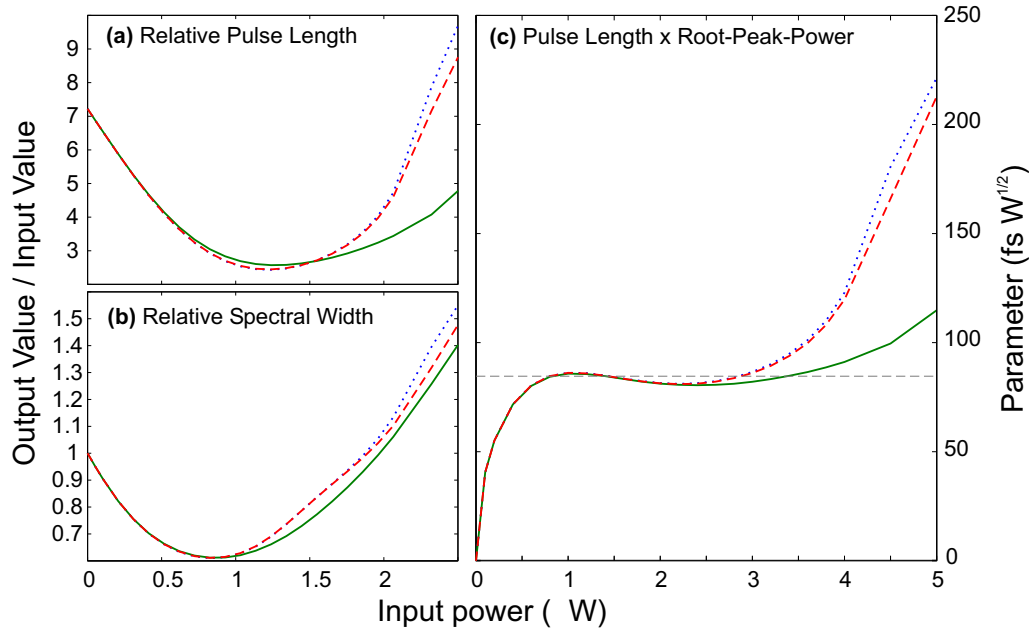 (a) Relative Pulse Length
9
8
7
6
5
4
3
(b) Relative Spectral Width
1.5
1.4
1.3
1.2
1.1
1
0.9
0.8
0.7
0 0.5 1 1.5 2
Output Value / Input Value
(c) Pulse Length x Root-Peak-Power
250
200
150
100
50
0
0 1 2 3 4 5
Parameter (fs W^1/2)
Input power ( W)